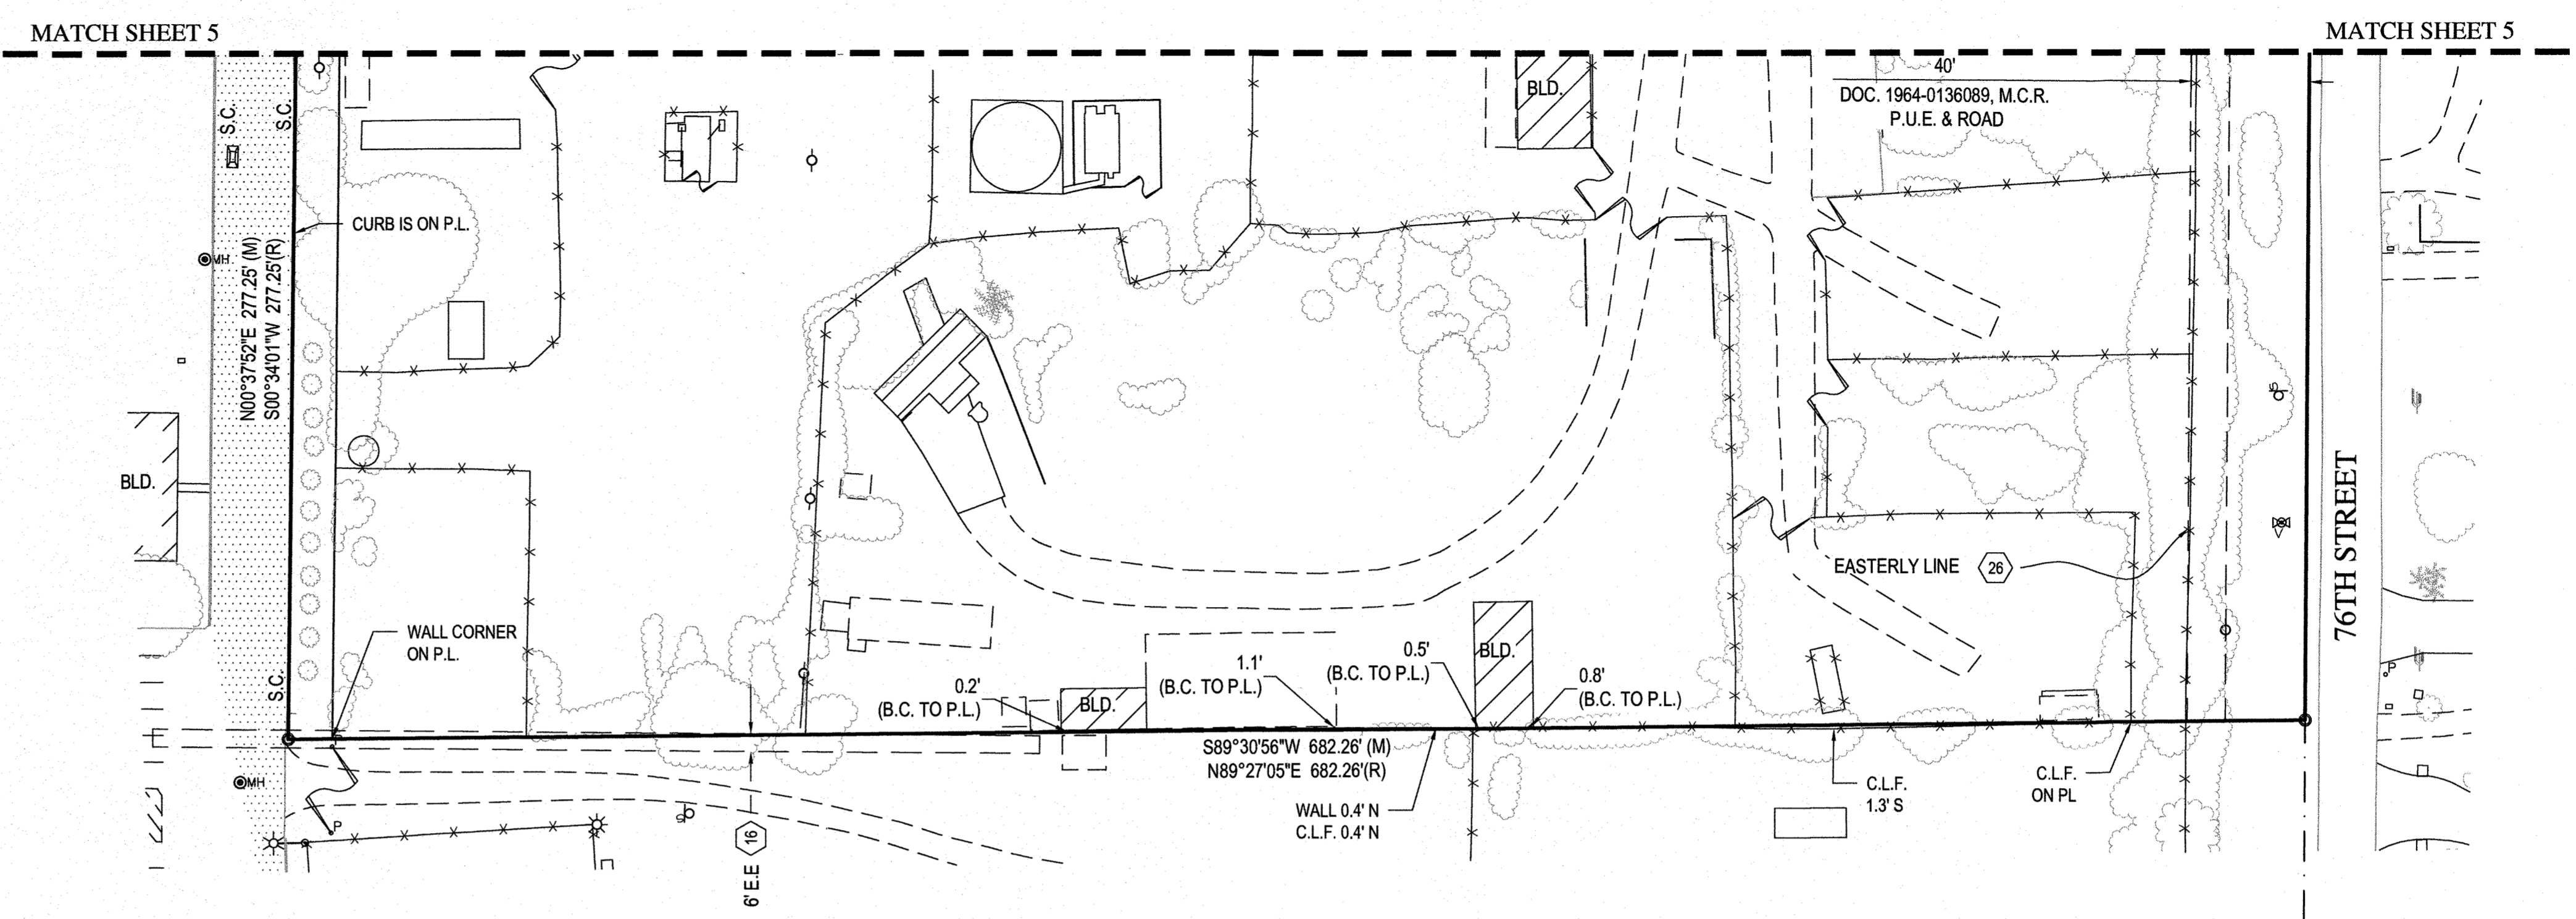 MATCH SHEET 5
MATCH SHEET 5
S.C.
S.C.
BLD.
40'
DOC. 1964-0136089, M.C.R.
P.U.E. & ROAD
CURB IS ON P.L.
MH
N00°37'52"E 277.25' (M)
S00°34'01"W 277.25'(R)
BLD.
76TH STREET
EASTERLY LINE 26
WALL CORNER
ON P.L.
S.C.
0.2'
(B.C. TO P.L.)
BLD.
1.1'
(B.C. TO P.L.)
0.5'
(B.C. TO P.L.)
BLD.
0.8'
(B.C. TO P.L.)
P
S89°30'56"W 682.26' (M)
N89°27'05"E 682.26'(R)
MH
WALL 0.4' N
C.L.F. 0.4' N
C.L.F.
1.3' S
C.L.F.
ON PL
P
6' E.E 16